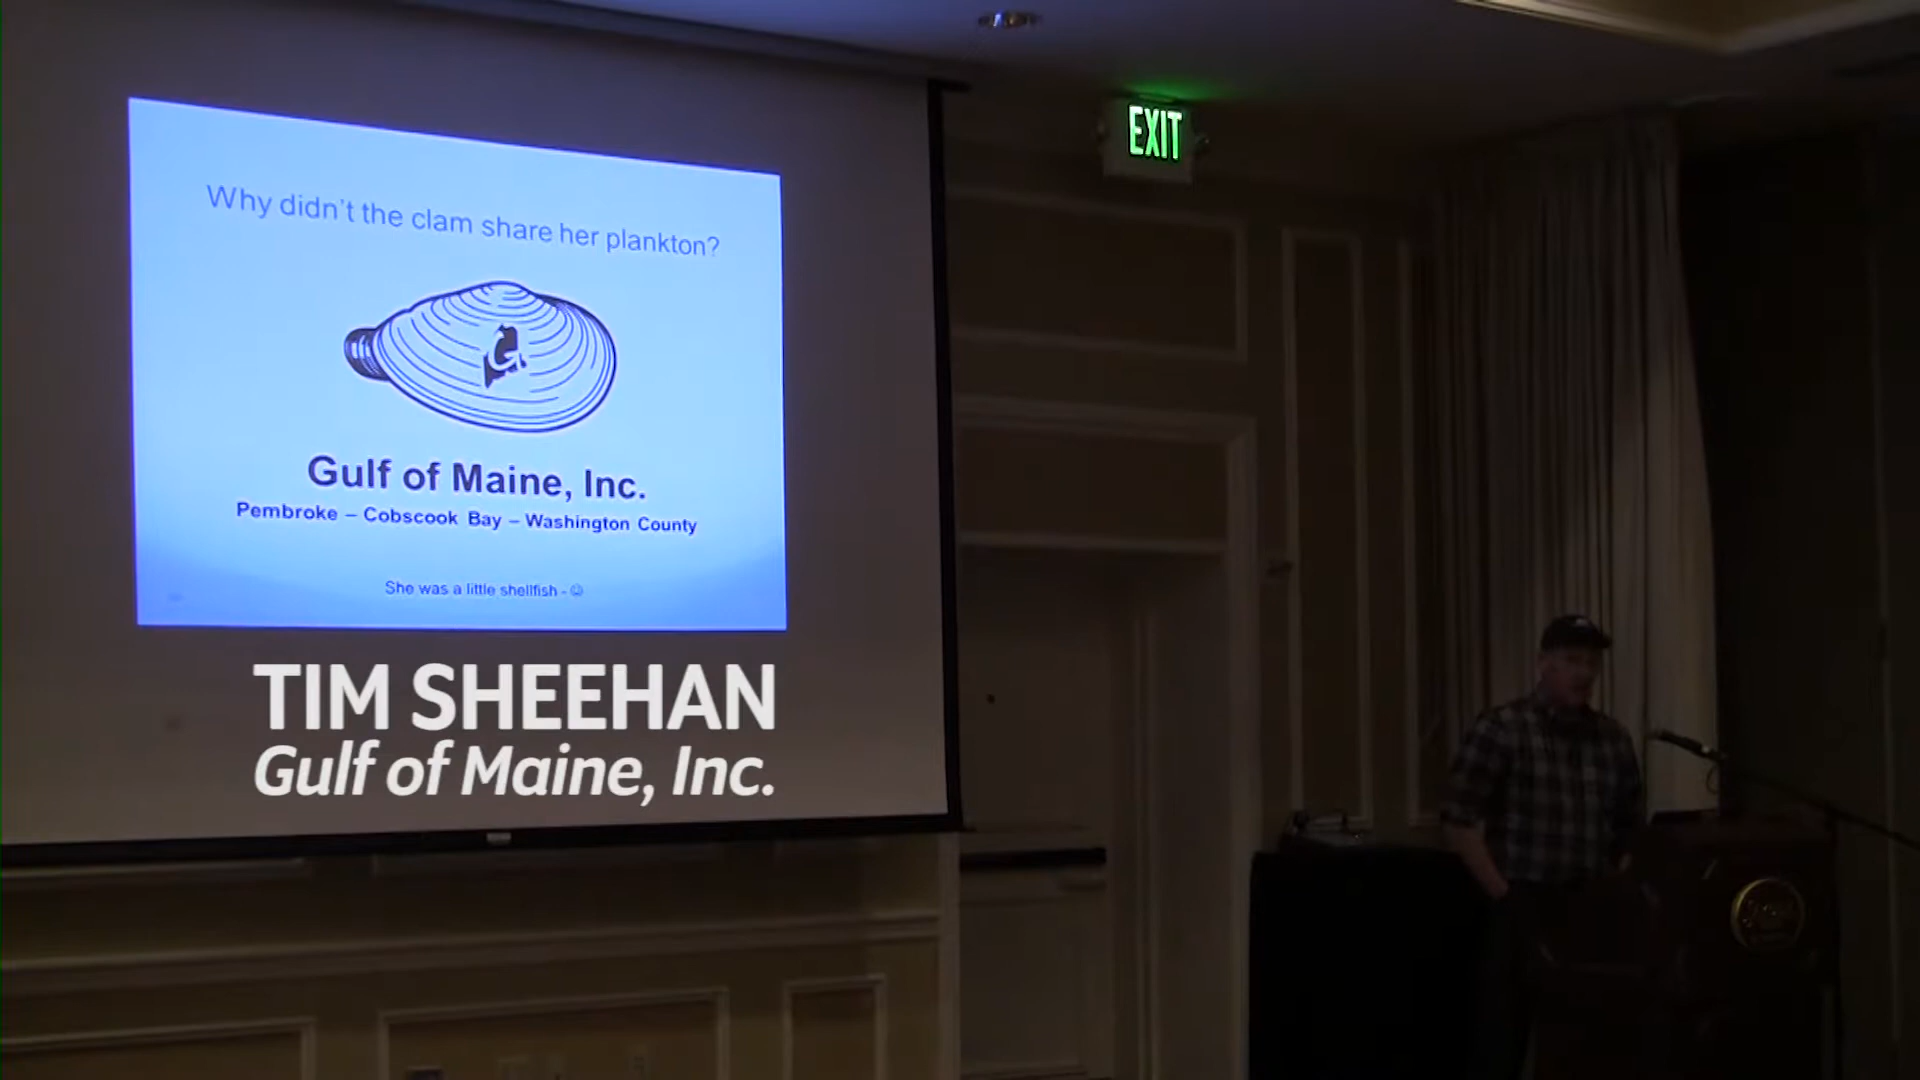 EXIT
Why didn't the clam share her plankton?
G
Gulf of Maine, Inc.
Pembroke – Cobscook Bay – Washington County
She was a little shellfish - ☺
TIM SHEEHAN
Gulf of Maine, Inc.